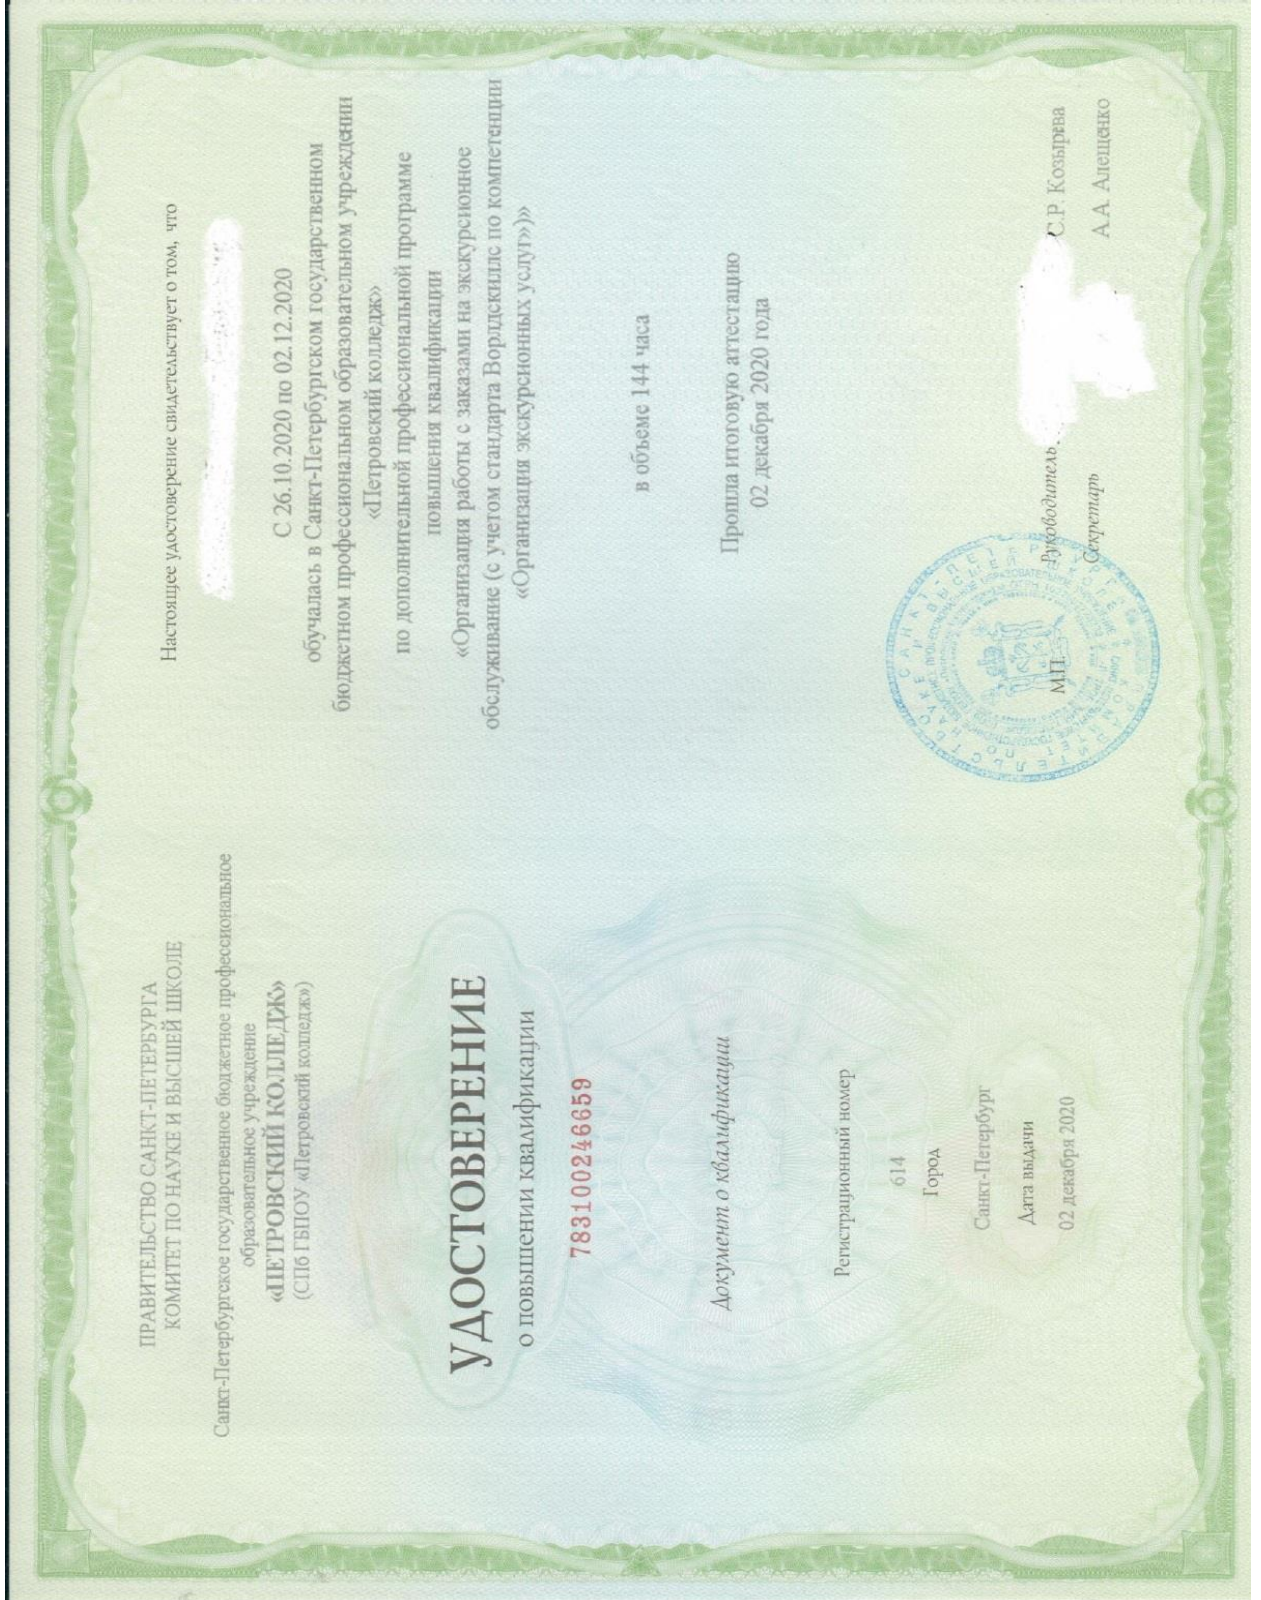 ПРАВИТЕЛЬСТВО САНКТ-ПЕТЕРБУРГА
КОМИТЕТ ПО НАУКЕ И ВЫСШЕЙ ШКОЛЕ
Санкт-Петербургское государственное бюджетное профессиональное
образовательное учреждение
«ПЕТРОВСКИЙ КОЛЛЕДЖ»
(СПб ГБПОУ «Петровский колледж»)
УДОСТОВЕРЕНИЕ
о повышении квалификации
783100246659
Документ о квалификации
Регистрационный номер
614
Город
Санкт-Петербург
Дата выдачи
02 декабря 2020
Настоящее удостоверение свидетельствует о том, что
С 26.10.2020 по 02.12.2020
обучалась в Санкт-Петербургском государственном
бюджетном профессиональном образовательном учреждении
«Петровский колледж»
по дополнительной профессиональной программе
повышения квалификации
«Организация работы с заказами на экскурсионное
обслуживание (с учетом стандарта Ворлдскиллс по компетенции
«Организация экскурсионных услуг»)»
в объеме 144 часа
Прошла итоговую аттестацию
02 декабря 2020 года
Руководитель С.Р. Козырева
М.П.
Секретарь А.А. Алещенко